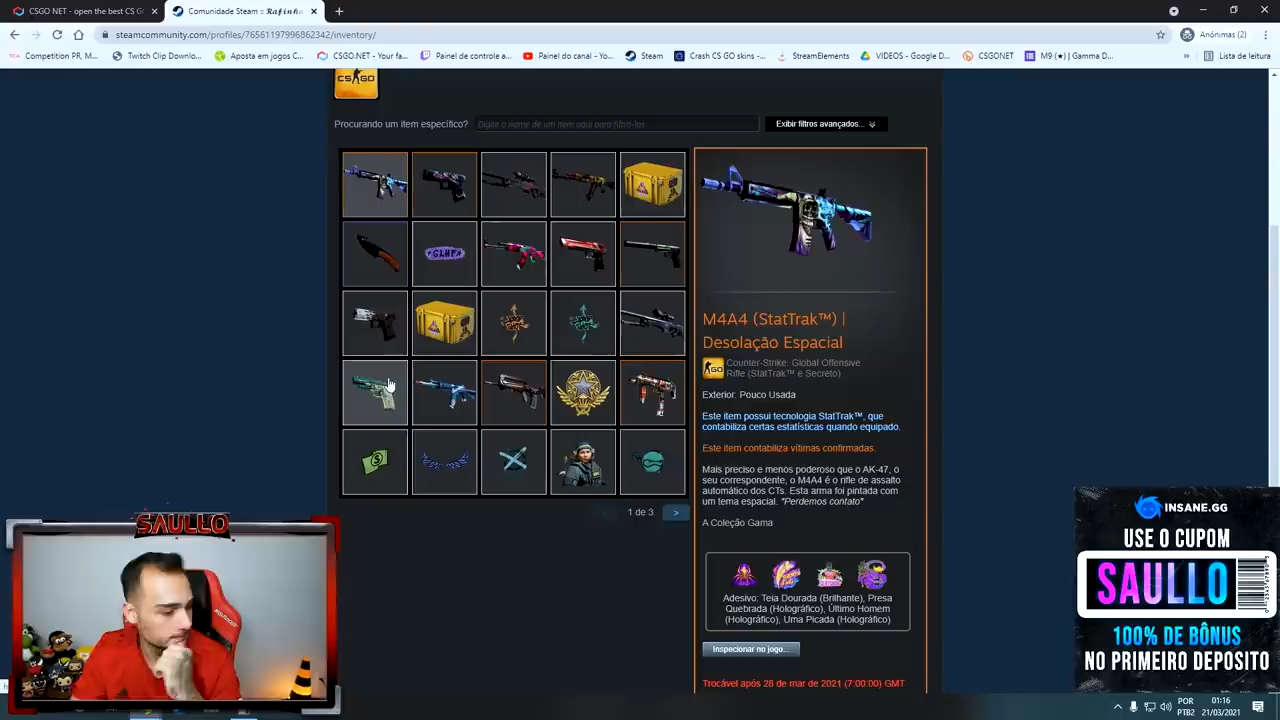 CSGO NET - open the best CS G
Comunidade Steam :: Rafinho
steamcommunity.com/profiles/76561197996862342/inventory/
Anônimas (2)
Competition PR, M...
Twitch Clip Downlo...
Aposta em jogos C...
CSGO.NET - Your fa...
Painel de controle a...
Painel do canal - Yo...
Steam
Crash CS GO skins -...
StreamElements
VIDEOS - Google D...
CSGONET
M9 (★) | Gamma D...
»
Lista de leitura
CS GO
Procurando um item específico?
Digite o nome de um item aqui para filtrá-los
Exibir filtros avançados...
GLHF
M4A4 (StatTrak™) |
Desolação Espacial
Counter-Strike: Global Offensive
Rifle (StatTrak™ e Secreto)
Exterior: Pouco Usada
Este item possui tecnologia StatTrak™, que
contabiliza certas estatísticas quando equipado.
Este item contabiliza vítimas confirmadas.
Mais preciso e menos poderoso que o AK-47, o
seu correspondente, o M4A4 é o rifle de assalto
automático dos CTs. Esta arma foi pintada com
um tema espacial. "Perdemos contato"
A Coleção Gama
Adesivo: Teia Dourada (Brilhante), Presa
Quebrada (Holográfico), Último Homem
(Holográfico), Uma Picada (Holográfico)
Inspecionar no jogo...
Trocável após 28 de mar de 2021 (7:00:00) GMT
1 de 3
>
SAULLO
INSANE.GG
USE O CUPOM
SAULLO
100% DE BÔNUS
NO PRIMEIRO DEPOSITO
POR
PTB2
01:16
21/03/2021